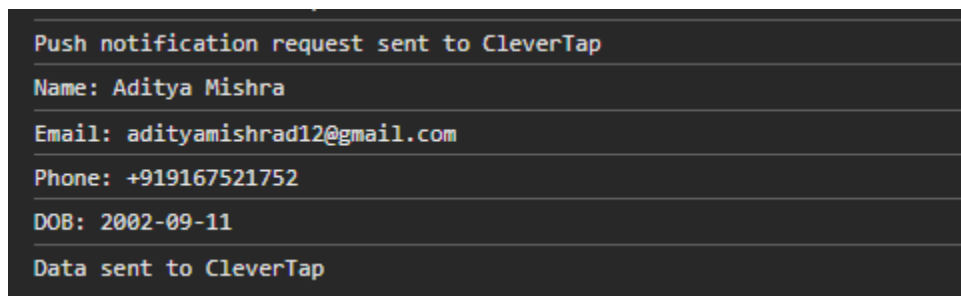 Push notification request sent to CleverTap
Name: Aditya Mishra
Email: adityamishrad12@gmail.com
Phone: +919167521752
DOB: 2002-09-11
Data sent to CleverTap